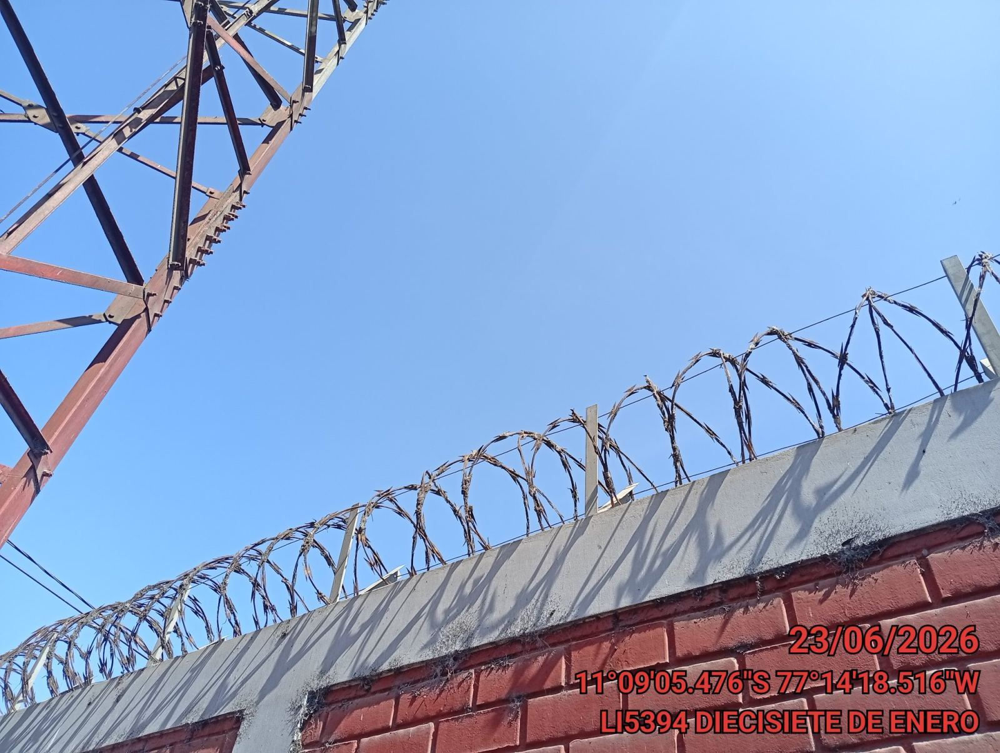 23/06/2026
11°09'05.476"S 77°14'18.516"W
LI5394 DIECISIETE DE ENERO